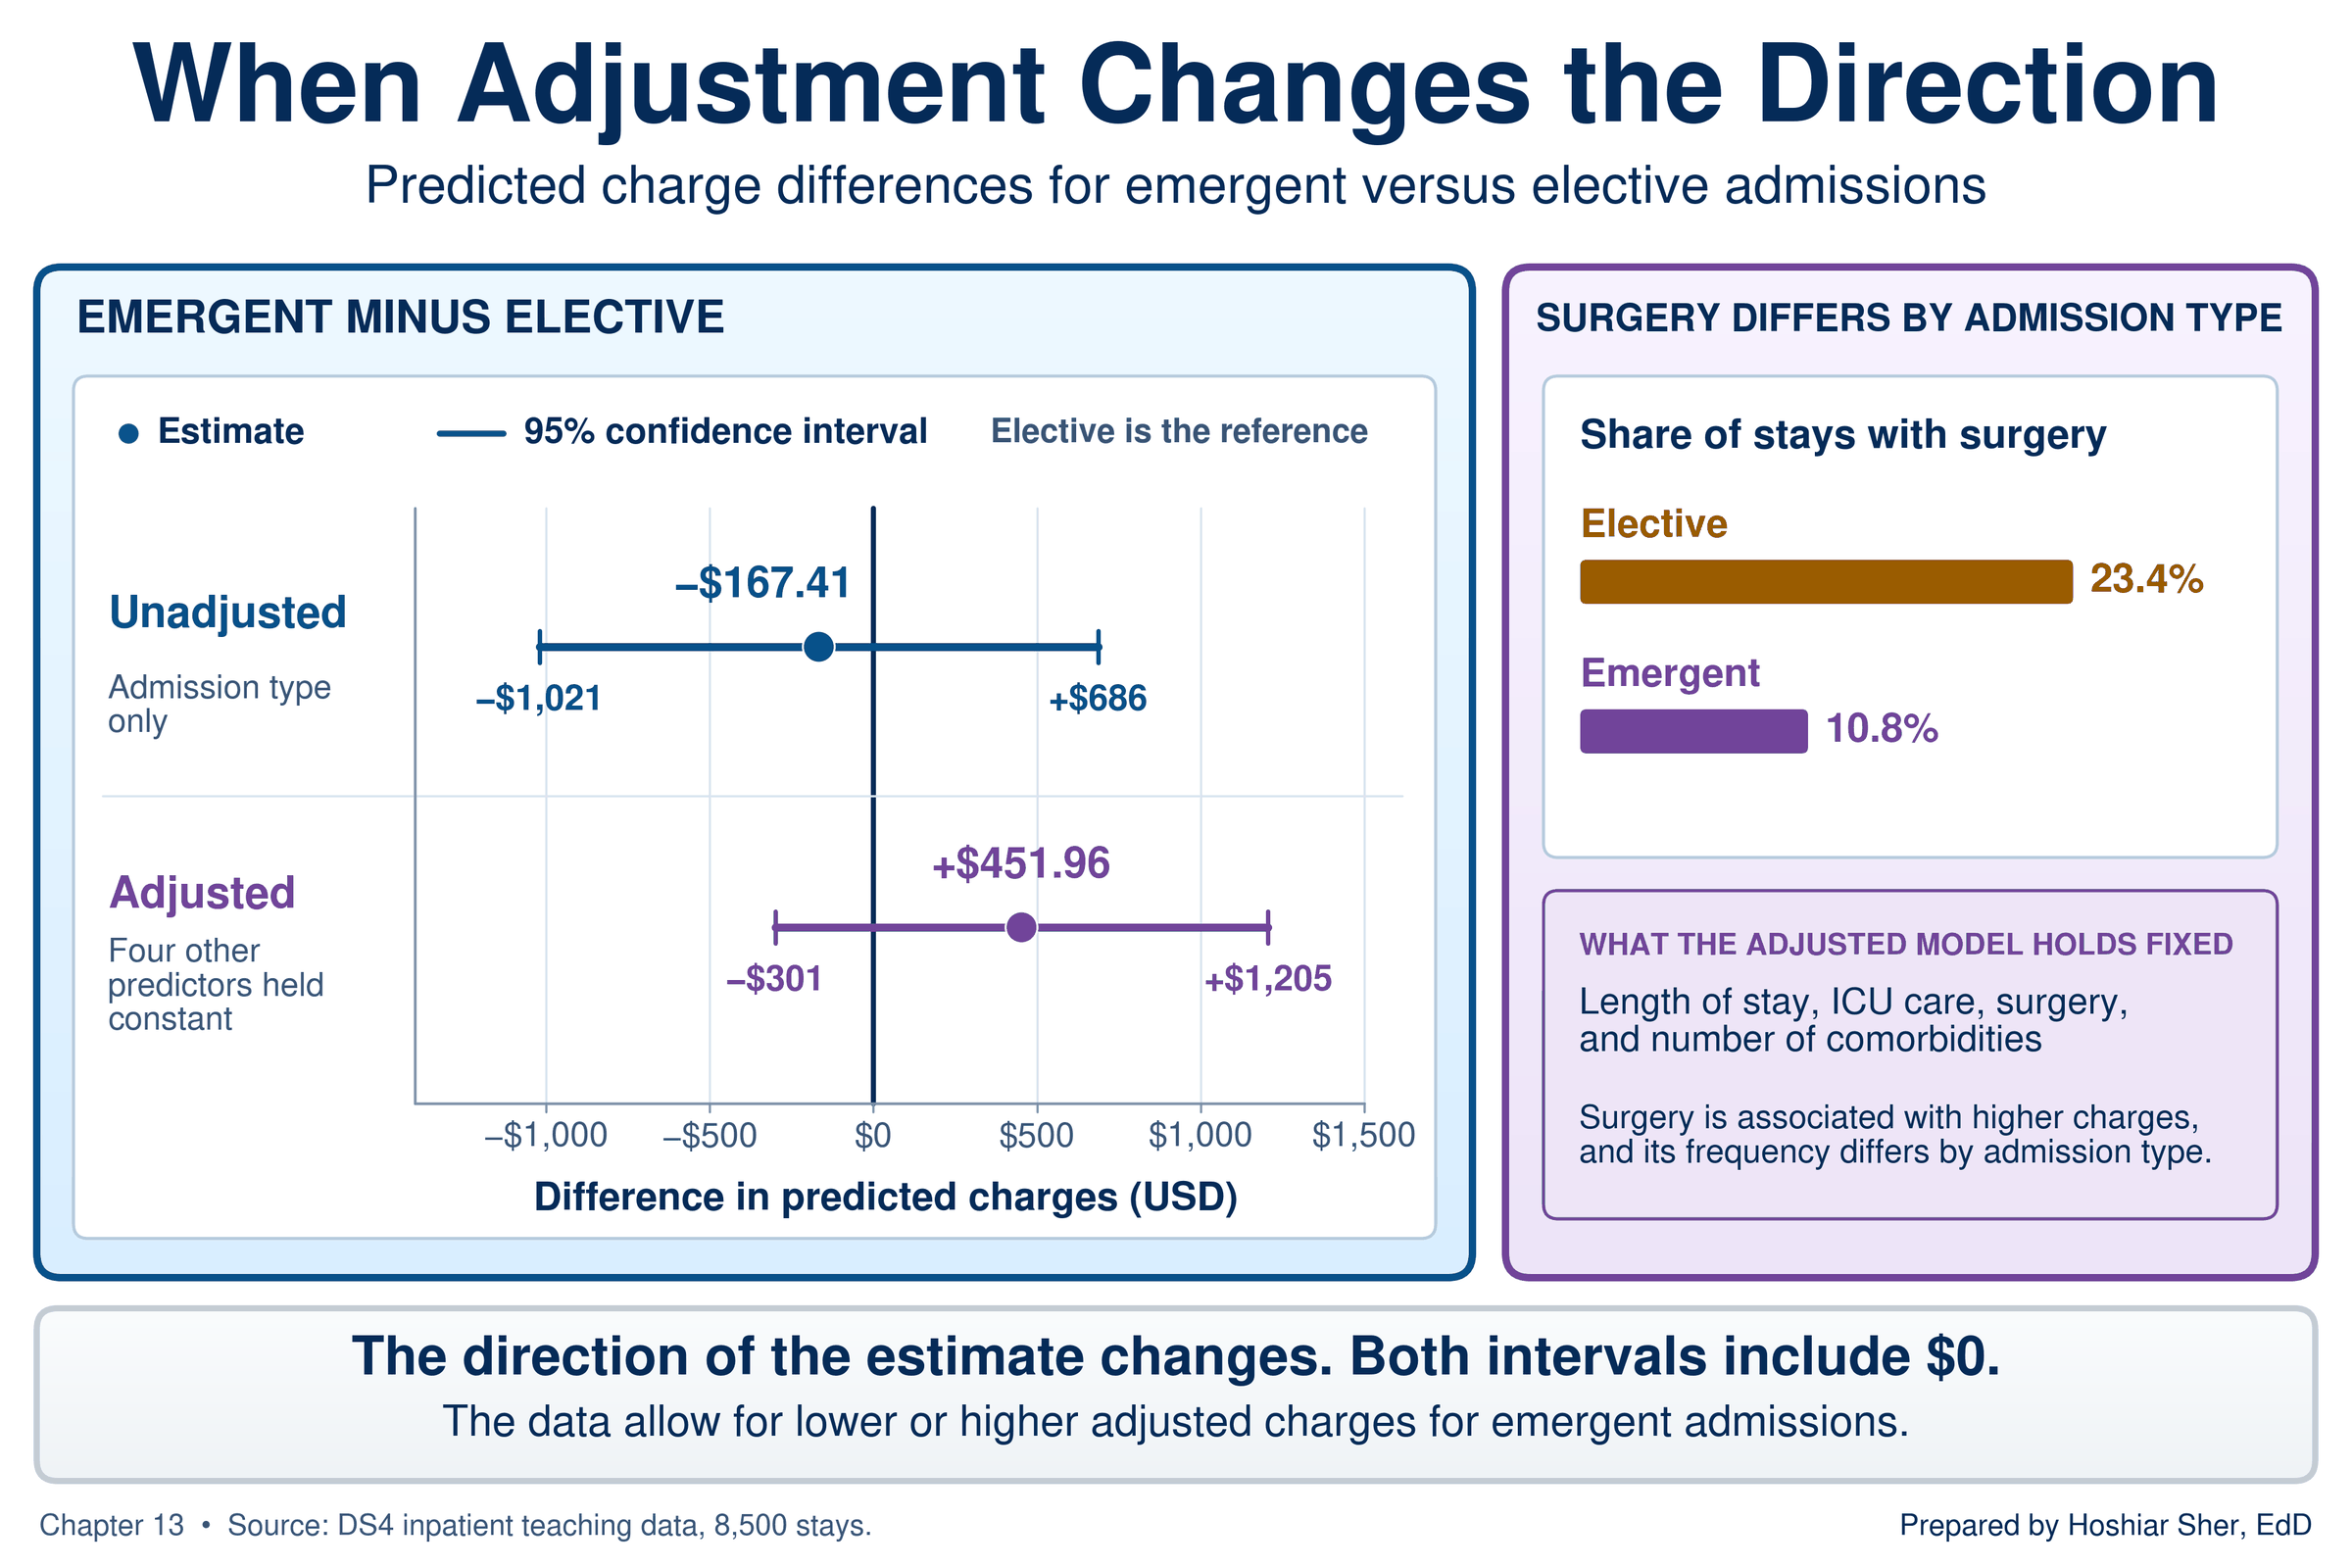 When Adjustment Changes the Direction
Predicted charge differences for emergent versus elective admissions
EMERGENT MINUS ELECTIVE
Estimate
95% confidence interval
Elective is the reference
Unadjusted
Admission type
only
–$167.41
–$1,021
+$686
Adjusted
Four other
predictors held
constant
+$451.96
–$301
+$1,205
–$1,000
–$500
$0
$500
$1,000
$1,500
Difference in predicted charges (USD)
SURGERY DIFFERS BY ADMISSION TYPE
Share of stays with surgery
Elective
23.4%
Emergent
10.8%
WHAT THE ADJUSTED MODEL HOLDS FIXED
Length of stay, ICU care, surgery,
and number of comorbidities
Surgery is associated with higher charges,
and its frequency differs by admission type.
The direction of the estimate changes. Both intervals include $0.
The data allow for lower or higher adjusted charges for emergent admissions.
Chapter 13 • Source: DS4 inpatient teaching data, 8,500 stays.
Prepared by Hoshiar Sher, EdD